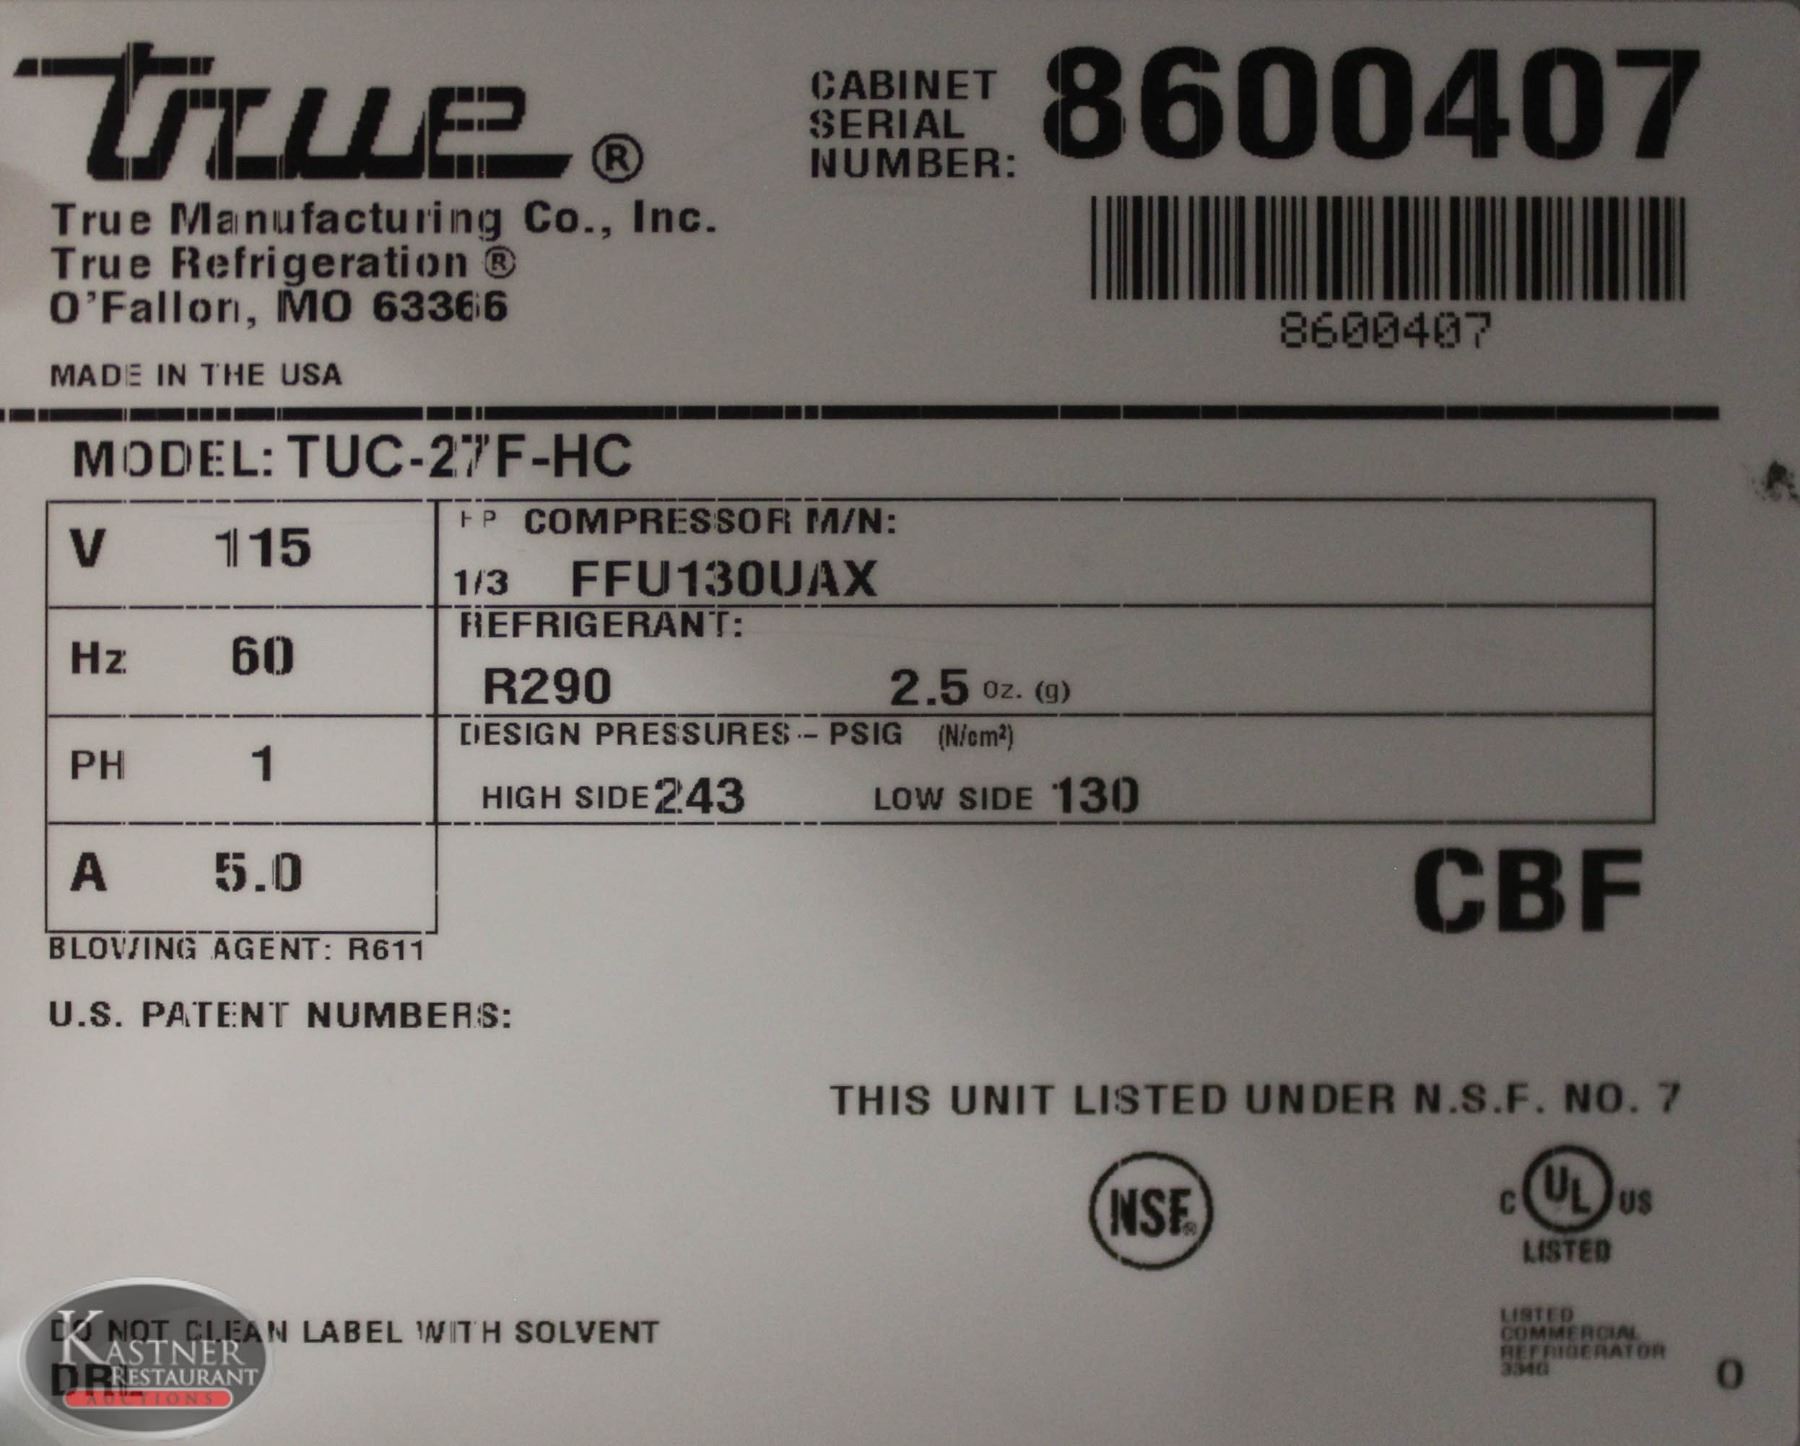 true®
CABINET
SERIAL
NUMBER: 8600407
8600407
True Manufacturing Co., Inc.
True Refrigeration ®
O'Fallon, MO 63366
MADE IN THE USA
MODEL: TUC-27F-HC
V 115
HP COMPRESSOR M/N:
1/3 FFU130UAX
Hz 60
REFRIGERANT:
R290 2.5 oz. (g)
PH 1
DESIGN PRESSURES - PSIG (N/cm²)
HIGH SIDE 243 LOW SIDE 130
A 5.0
CBF
BLOWING AGENT: R611
U.S. PATENT NUMBERS:
THIS UNIT LISTED UNDER N.S.F. NO. 7
NSF®
C UL US
LISTED
DO NOT CLEAN LABEL WITH SOLVENT
DRL
KASTNER
RESTAURANT
AUCTIONS
LISTED
COMMERCIAL
REFRIGERATOR
334G
0